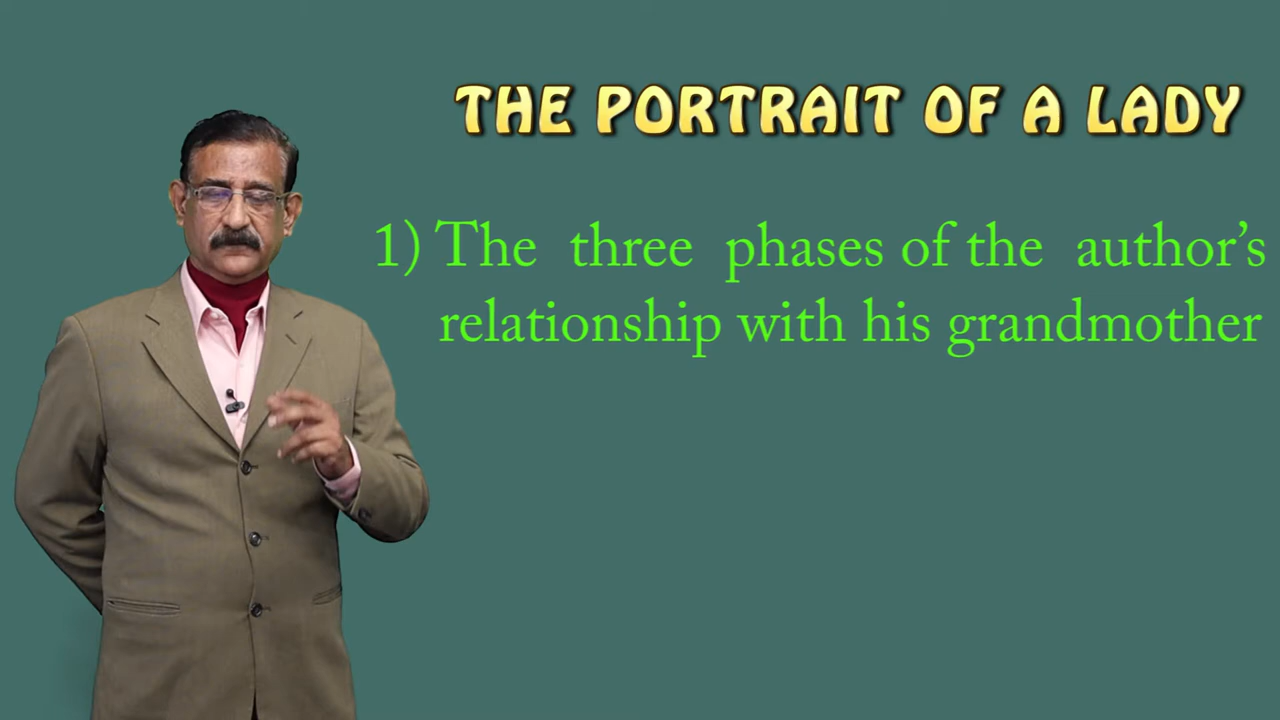 THE PORTRAIT OF A LADY
1) The three phases of the author’s
relationship with his grandmother